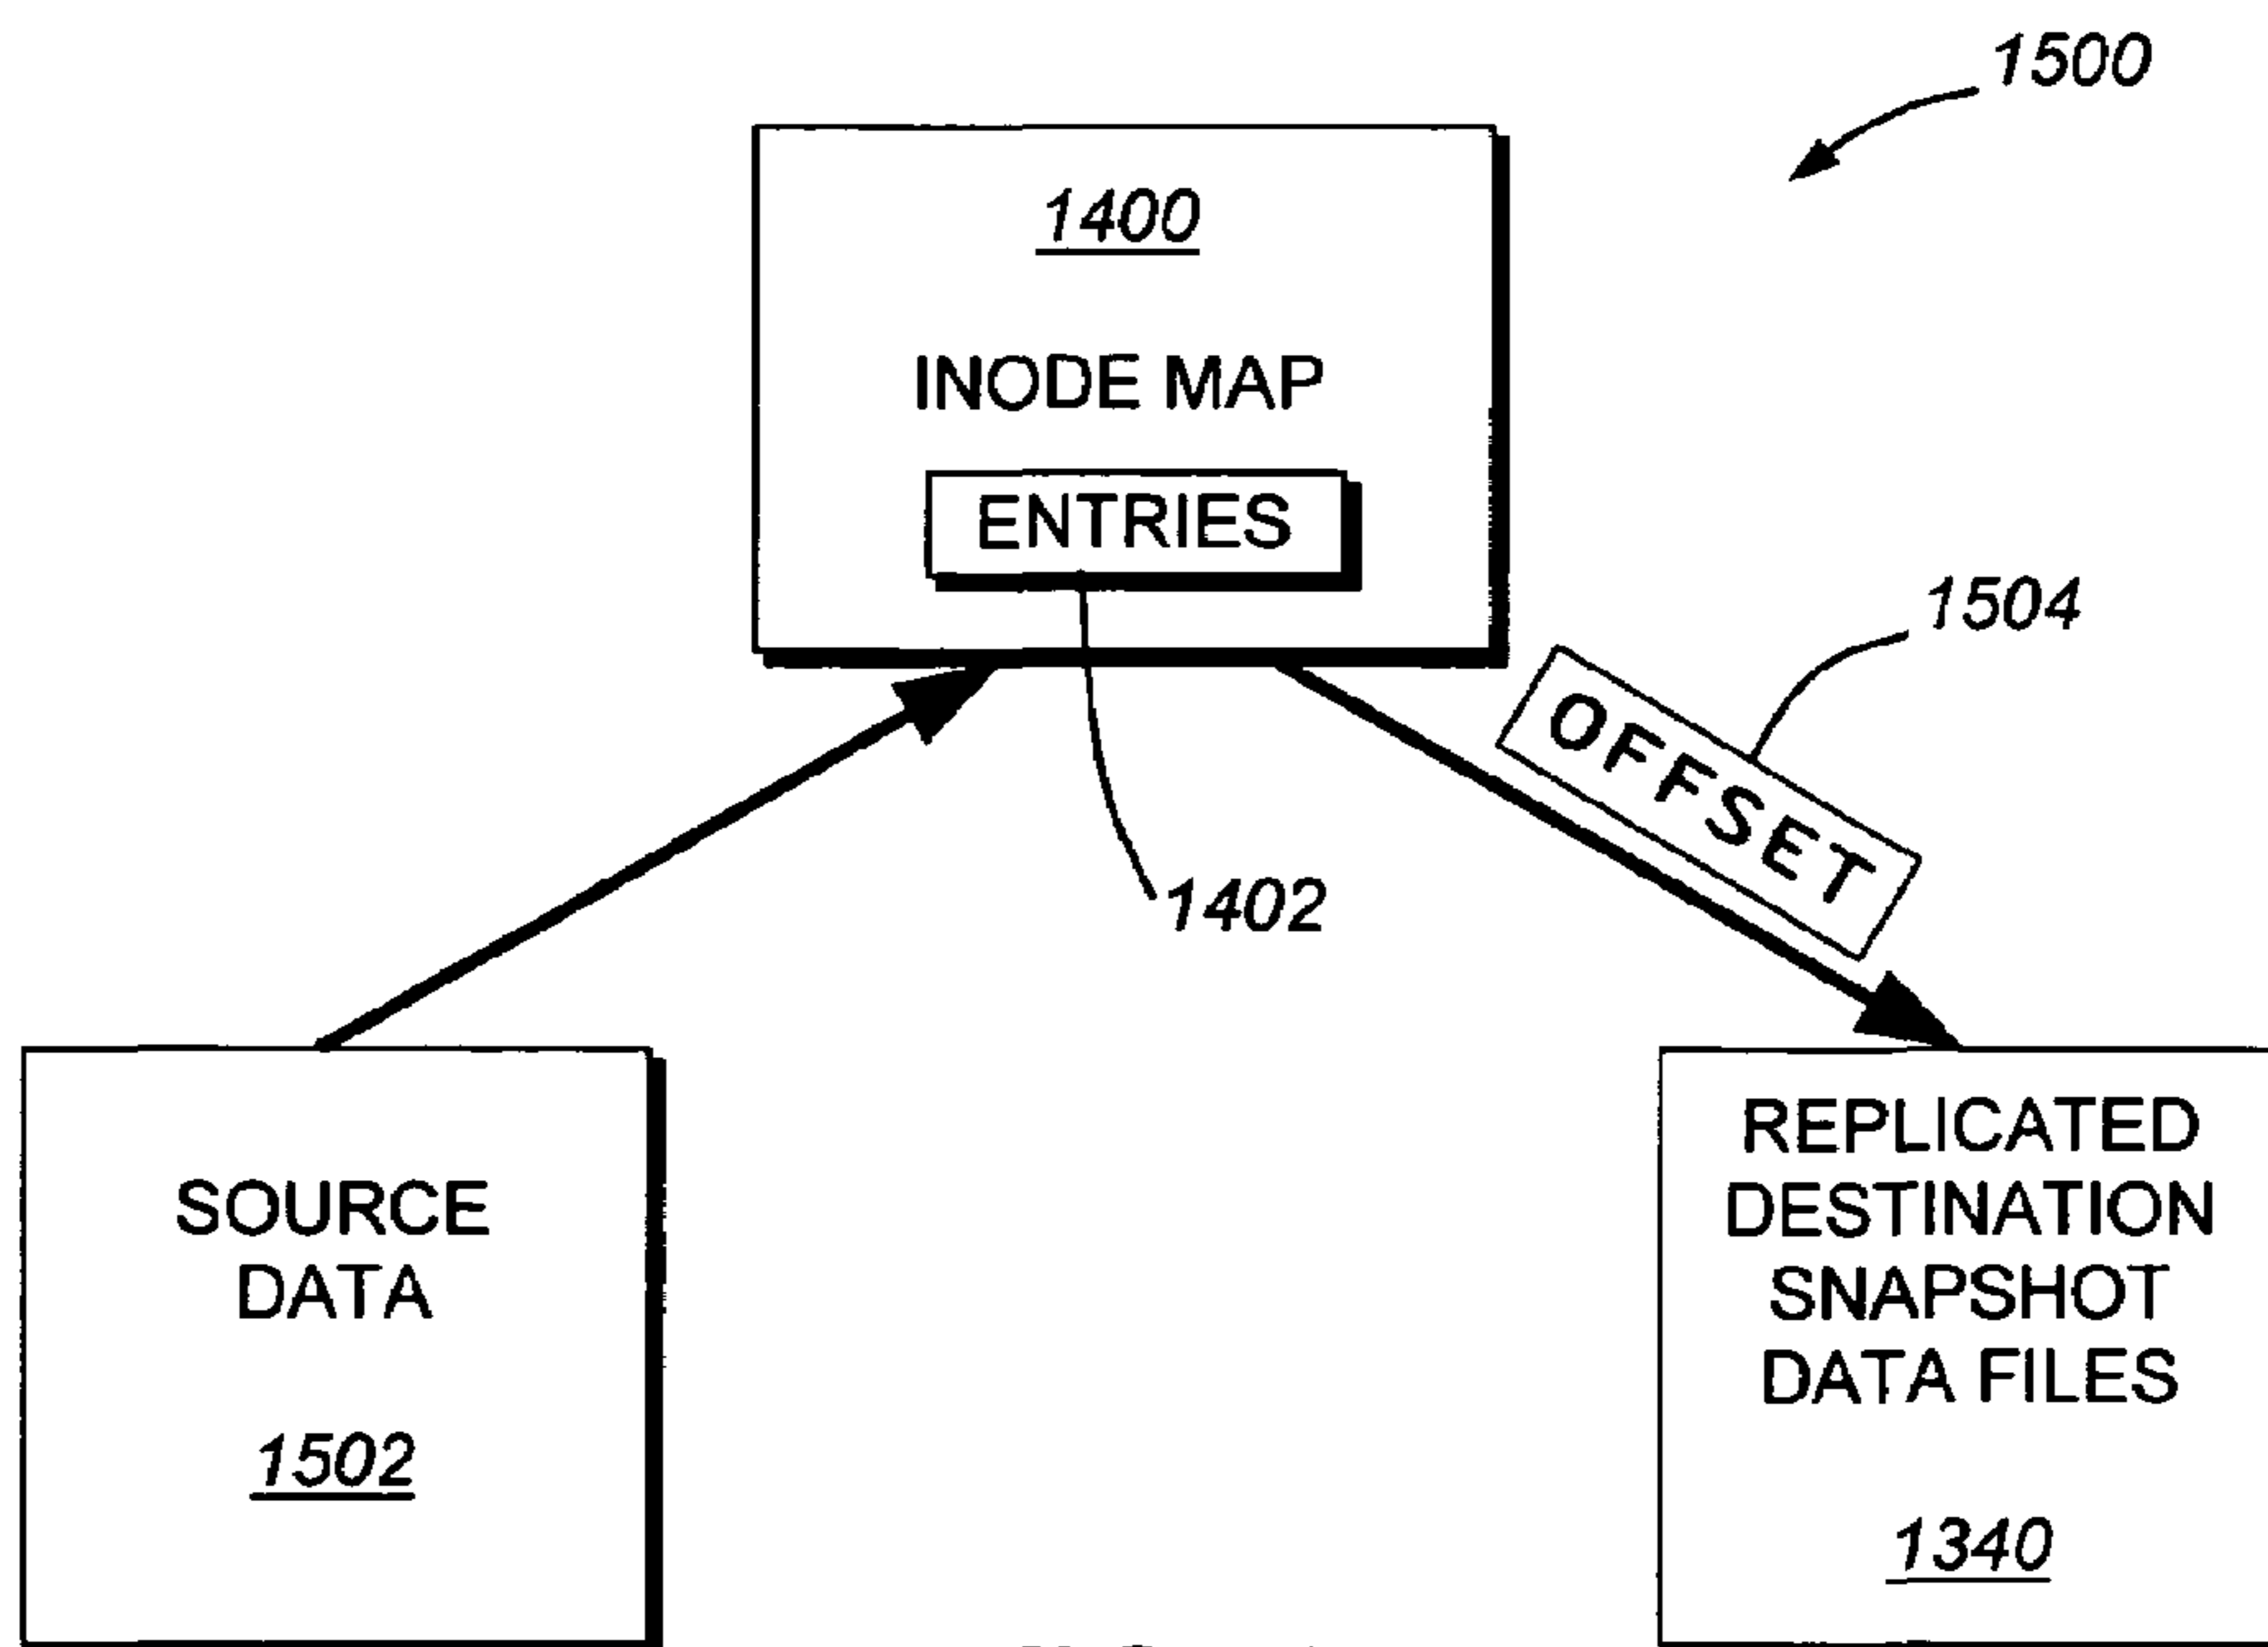 1500
1400
INODE MAP
ENTRIES
1504
OFFSET
1402
SOURCE
DATA
1502
REPLICATED
DESTINATION
SNAPSHOT
DATA FILES
1340